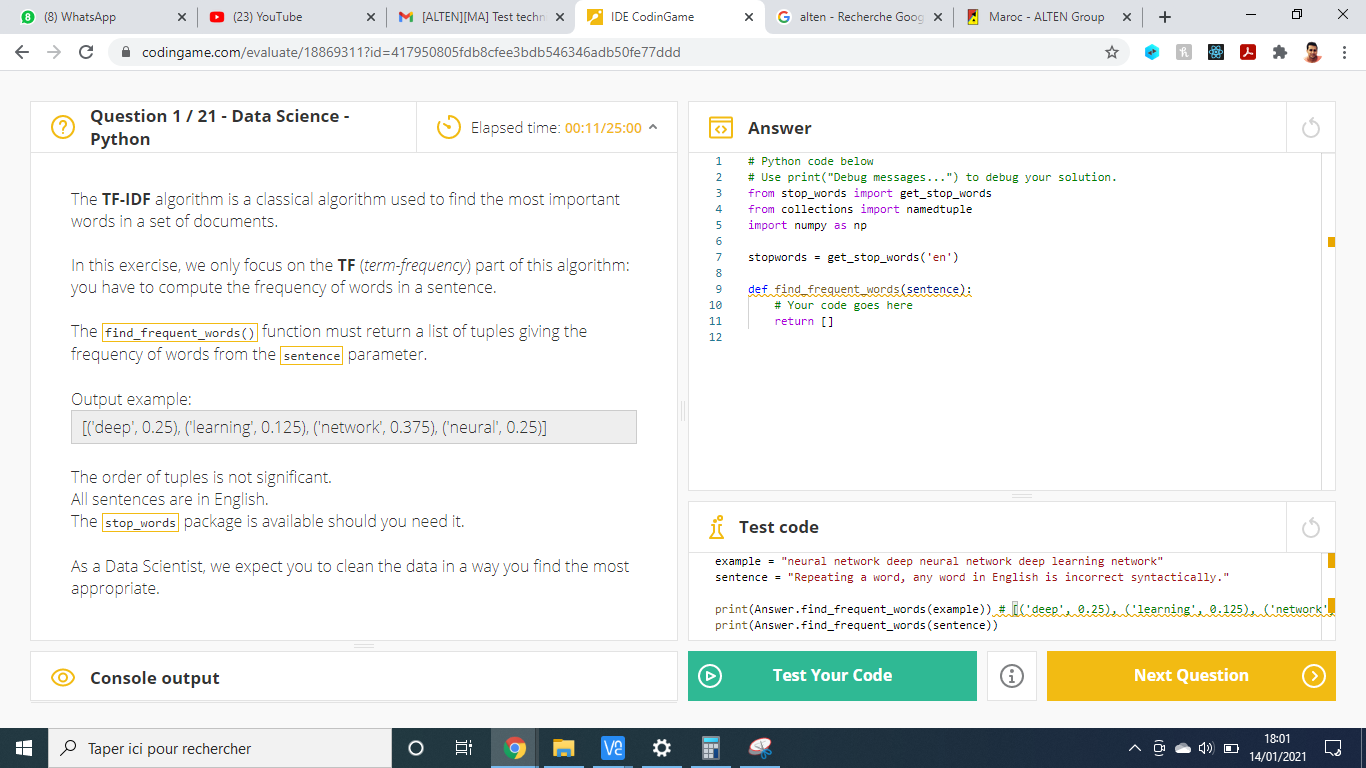 (8) WhatsApp
(23) YouTube
[ALTEN][MA] Test techn
IDE CodinGame
alten - Recherche Goog
Maroc - ALTEN Group
codingame.com/evaluate/18869311?id=417950805fdb8cfee3bdb546346adb50fe77ddd
Question 1 / 21 - Data Science -
Python
Elapsed time: 00:11/25:00
The TF-IDF algorithm is a classical algorithm used to find the most important
words in a set of documents.
In this exercise, we only focus on the TF (term-frequency) part of this algorithm:
you have to compute the frequency of words in a sentence.
The find_frequent_words() function must return a list of tuples giving the
frequency of words from the sentence parameter.
Output example:
[('deep', 0.25), ('learning', 0.125), ('network', 0.375), ('neural', 0.25)]
The order of tuples is not significant.
All sentences are in English.
The stop_words package is available should you need it.
As a Data Scientist, we expect you to clean the data in a way you find the most
appropriate.
Console output
Answer
1 # Python code below
2 # Use print("Debug messages...") to debug your solution.
3 from stop_words import get_stop_words
4 from collections import namedtuple
5 import numpy as np
6
7 stopwords = get_stop_words('en')
8
9 def find_frequent_words(sentence):
10 # Your code goes here
11 return []
12
Test code
example = "neural network deep neural network deep learning network"
sentence = "Repeating a word, any word in English is incorrect syntactically."
print(Answer.find_frequent_words(example)) # [('deep', 0.25), ('learning', 0.125), ('network',
print(Answer.find_frequent_words(sentence))
Test Your Code
Next Question
Taper ici pour rechercher
18:01
14/01/2021